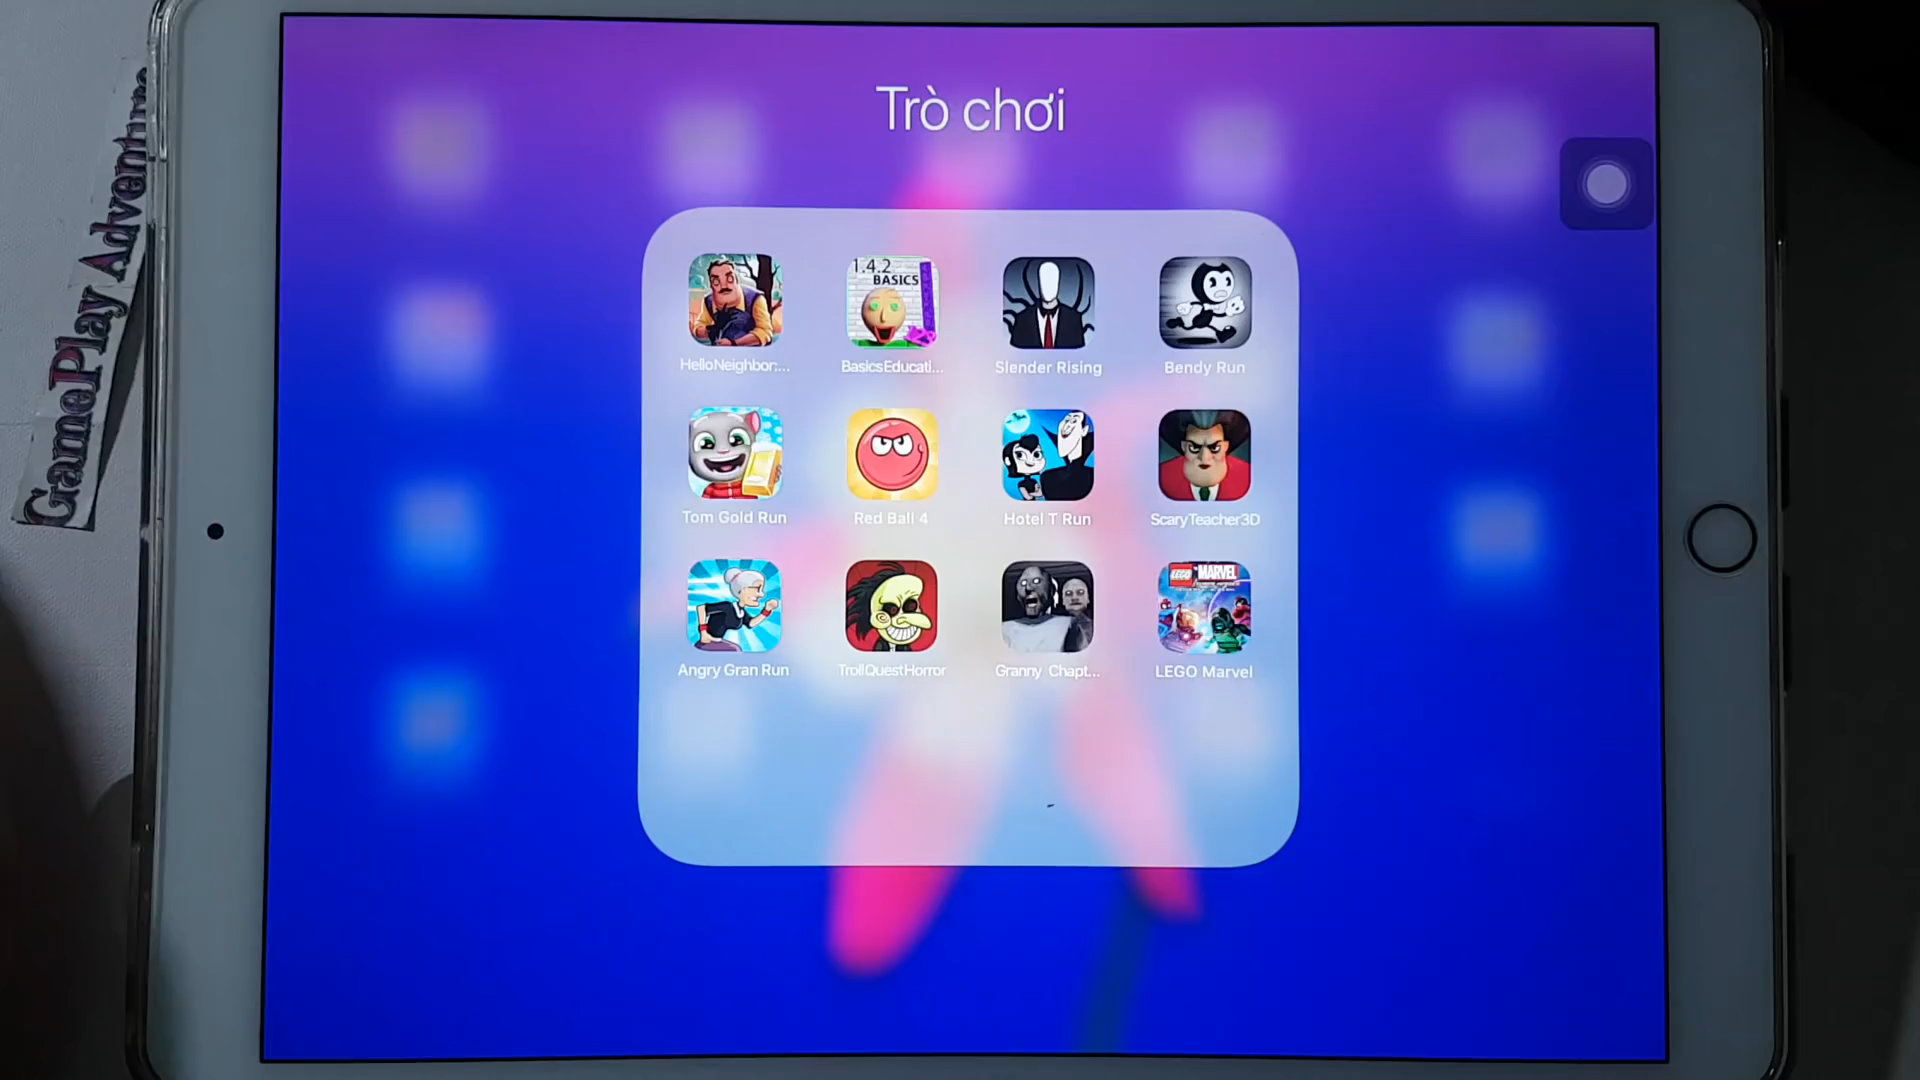 GamePlay Adventure
Trò chơi
HelloNeighbor:...
BasicsEducati...
Slender Rising
Bendy Run
1.4.2
BASICS
Tom Gold Run
Red Ball 4
Hotel T Run
ScaryTeacher3D
Angry Gran Run
TrollQuestHorror
Granny Chapt...
LEGO Marvel
LEGO MARVEL